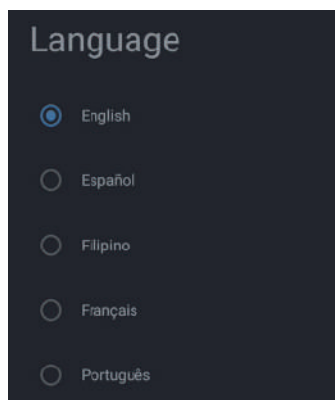 Language
English
Español
Filipino
Français
Português